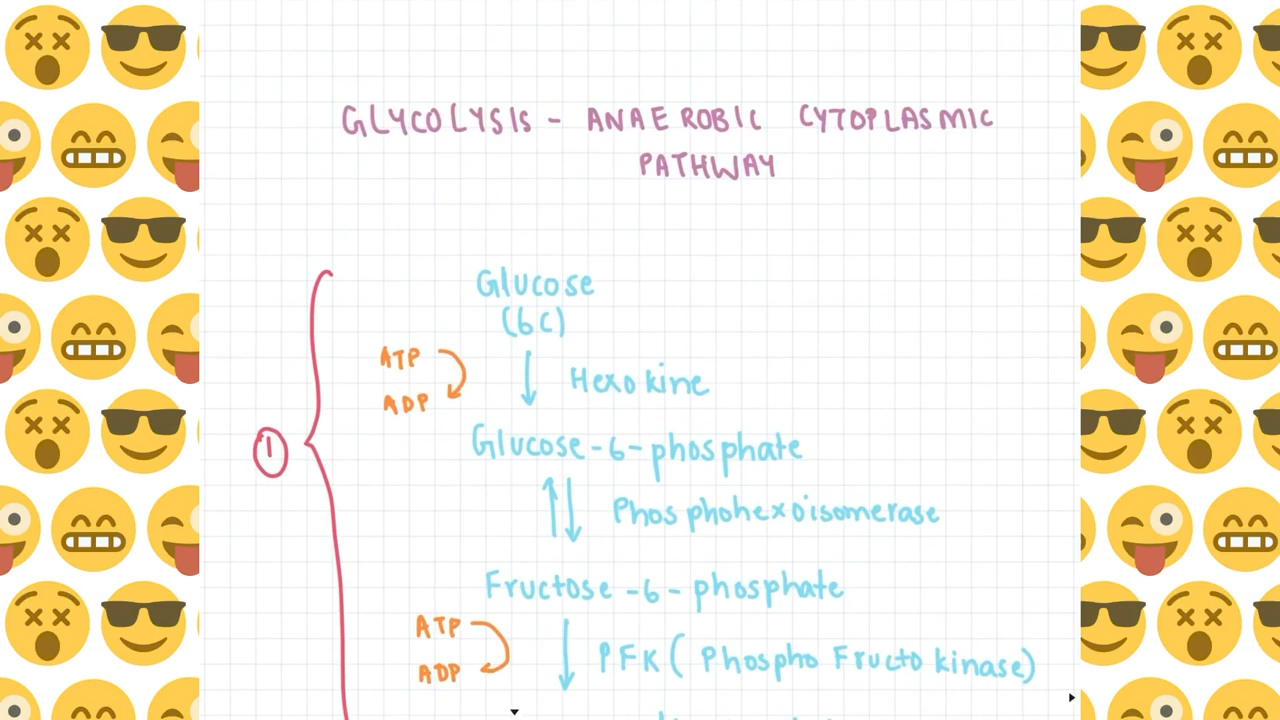 GLYCOLYSIS - ANAEROBIC CYTOPLASMIC
PATHWAY
Glucose
(6C)
ATP
Hexokine
ADP
Glucose-6-phosphate
1
Phosphohexoisomerase
Fructose-6-phosphate
ATP
PFK (Phospho Fructo kinase)
ADP